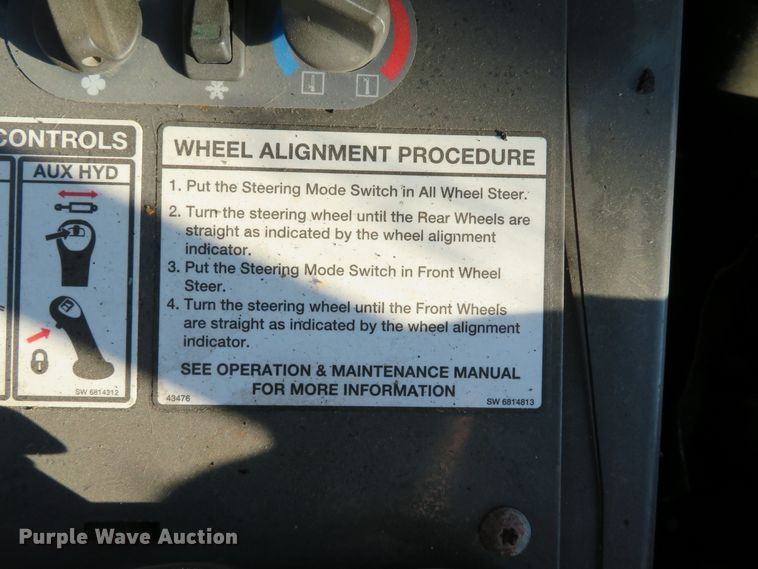 CONTROLS
AUX HYD
SW 6814312
WHEEL ALIGNMENT PROCEDURE
1. Put the Steering Mode Switch in All Wheel Steer.
2. Turn the steering wheel until the Rear Wheels are
straight as indicated by the wheel alignment
indicator.
3. Put the Steering Mode Switch in Front Wheel
Steer.
4. Turn the steering wheel until the Front Wheels
are straight as indicated by the wheel alignment
indicator.
SEE OPERATION & MAINTENANCE MANUAL
FOR MORE INFORMATION
43476
SW 6814813
Purple Wave Auction